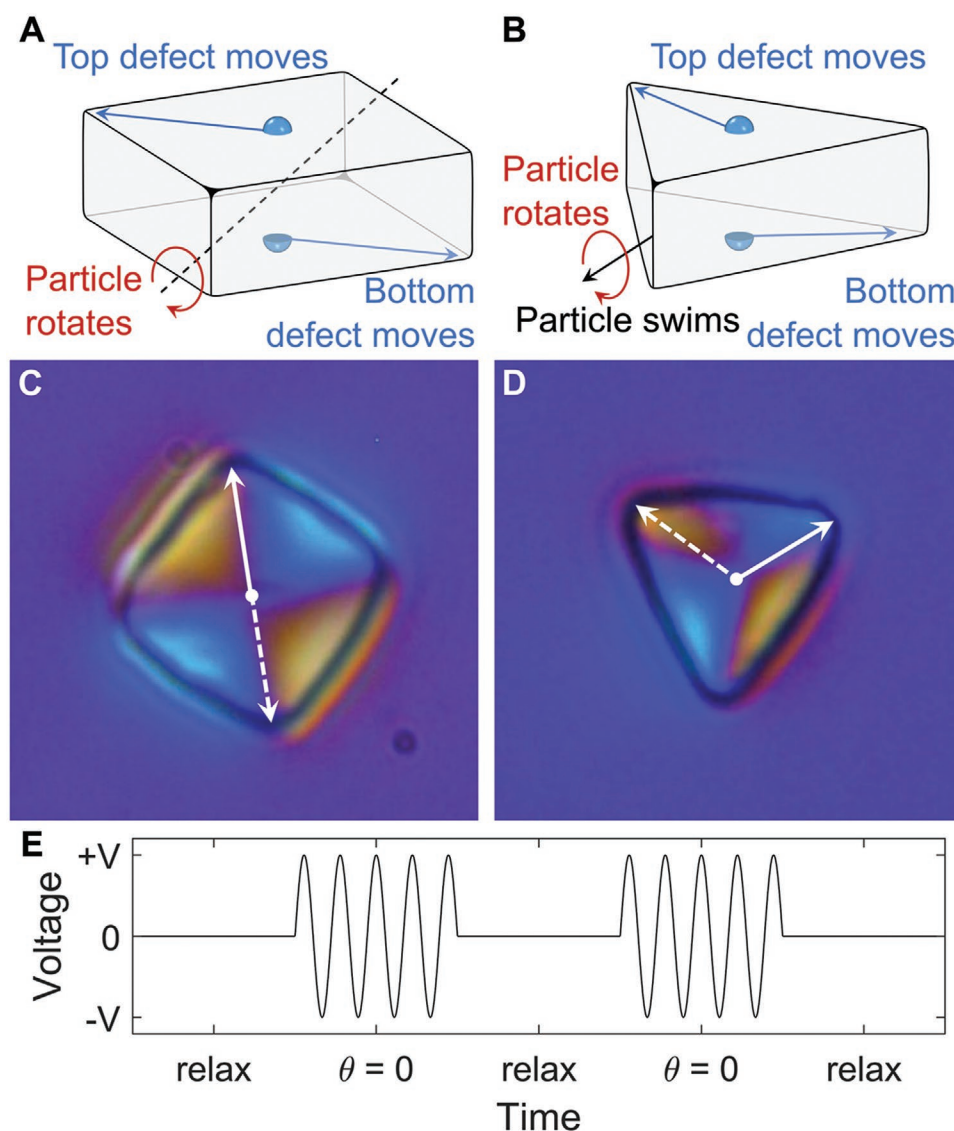 A
Top defect moves
Particle
rotates
Bottom
defect moves
B
Top defect moves
Particle
rotates
Particle swims
Bottom
defect moves
C
D
E
Voltage
+V
0
-V
relax
θ = 0
relax
θ = 0
relax
Time